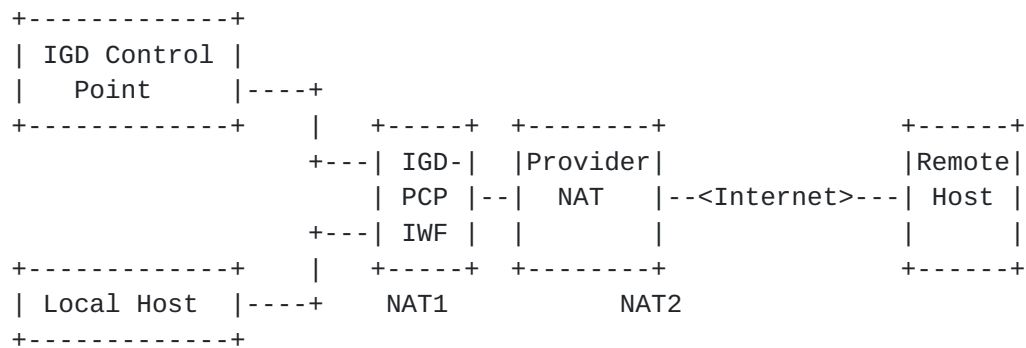 +-------------+
| IGD Control |
|   Point     |----+
+-------------+    |   +-----+  +--------+               +------+
                   +---| IGD-|  |Provider|               |Remote|
                       | PCP |--|  NAT   |--<Internet>---| Host |
                   +---| IWF |  |        |               |      |
+-------------+    |   +-----+  +--------+               +------+
| Local Host  |----+    NAT1           NAT2
+-------------+